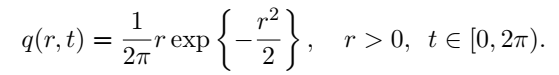 q(r, t) = \frac{1}{2\pi} r \exp \left\{ -\frac{r^2}{2} \right\}, \quad r > 0, \; t \in [0, 2\pi).